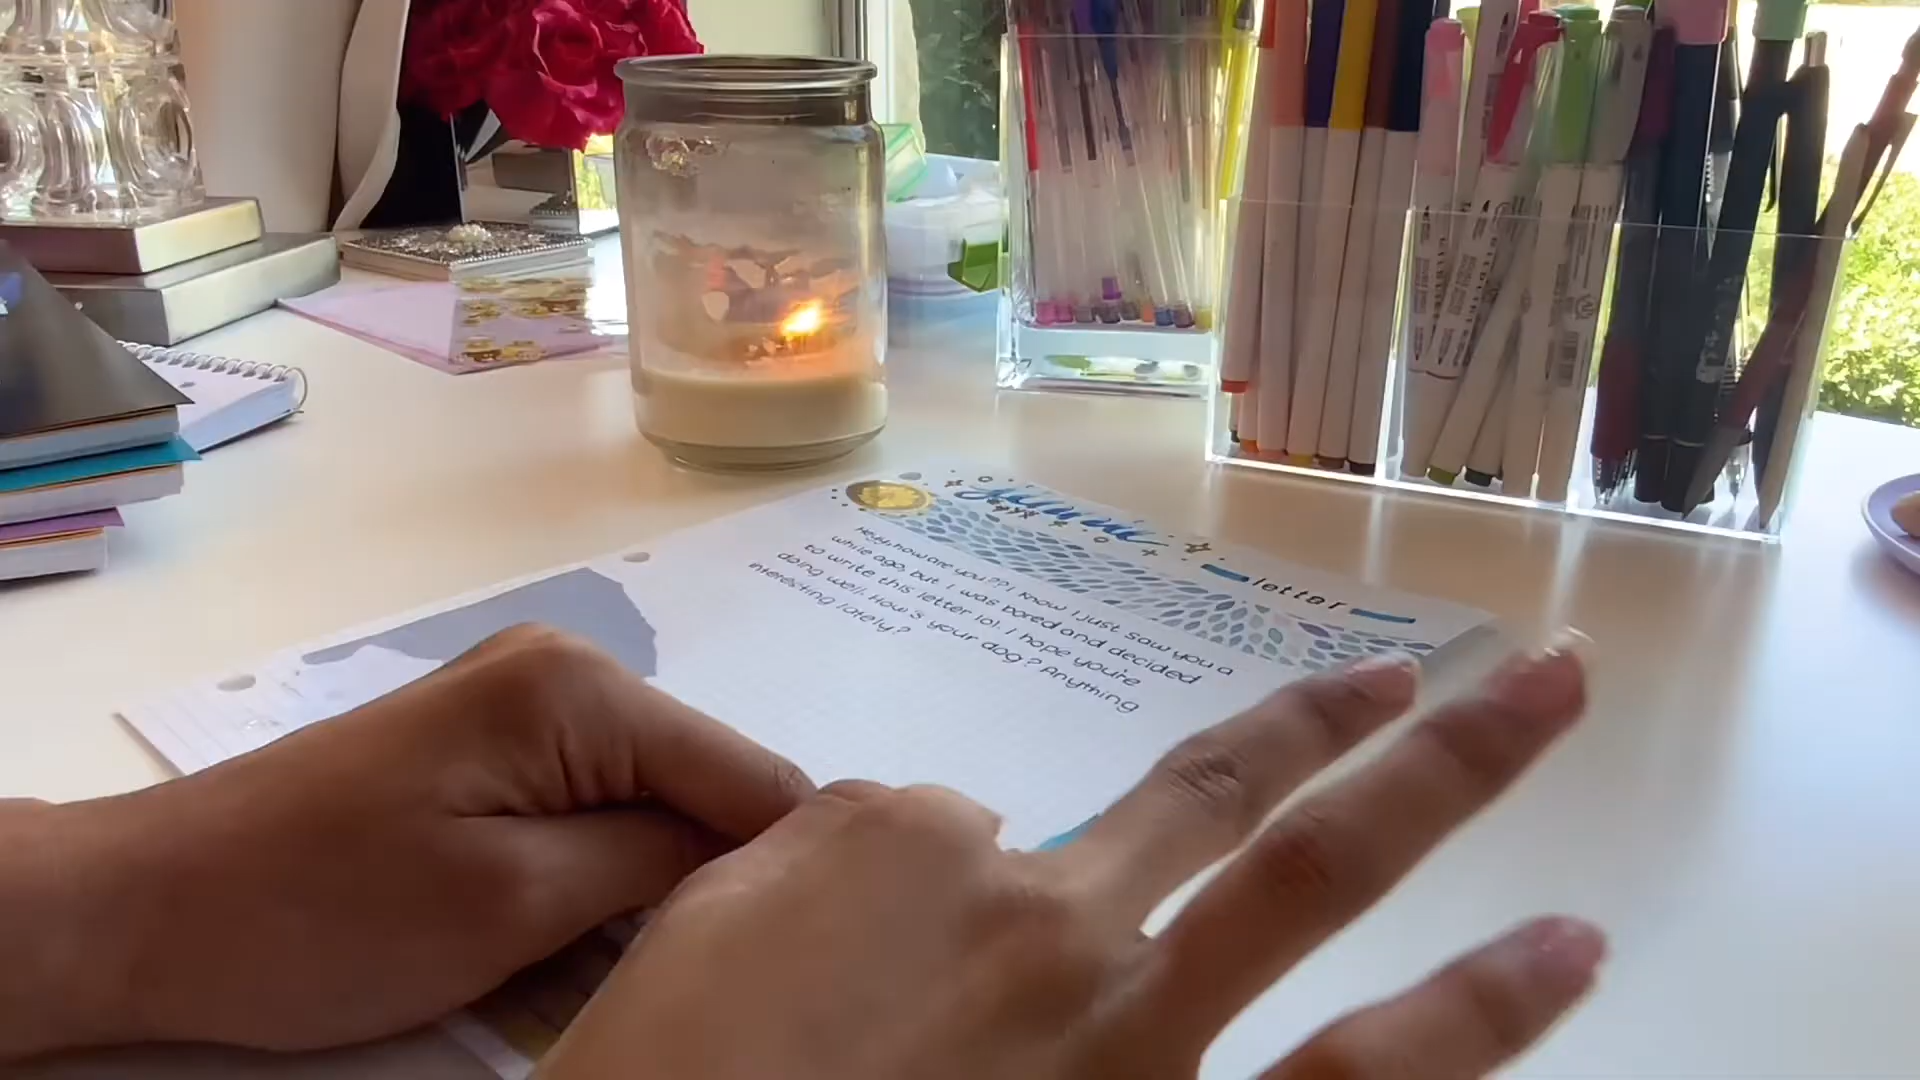 letter
Heyy, how are you?? I know I just saw you a
while ago, but I was bored and decided
to write this letter lol. I hope you're
doing well. How's your dog? Anything
interesting lately?